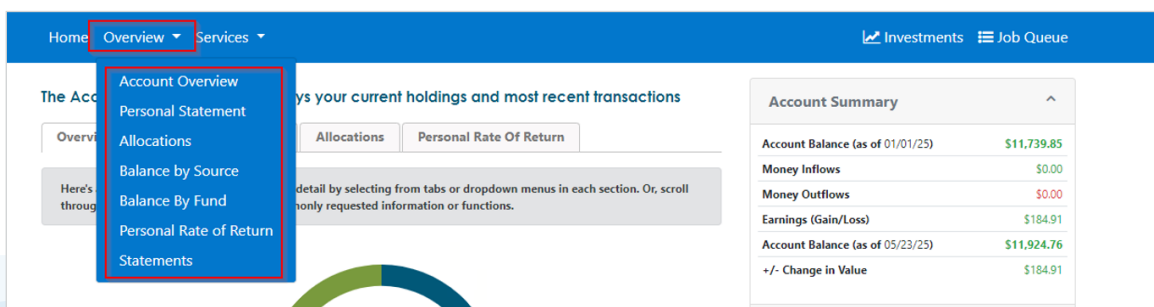 Home Overview Services Investments Job Queue
Account Overview
Personal Statement
Allocations
Balance by Source
Balance By Fund
Personal Rate of Return
Statements
The Acc ys your current holdings and most recent transactions
Overvi Allocations Personal Rate Of Return
Here's detail by selecting from tabs or dropdown menus in each section. Or, scroll
throug monly requested information or functions.
Account Summary
Account Balance (as of 01/01/25) $11,739.85
Money Inflows $0.00
Money Outflows $0.00
Earnings (Gain/Loss) $184.91
Account Balance (as of 05/23/25) $11,924.76
+/- Change in Value $184.91